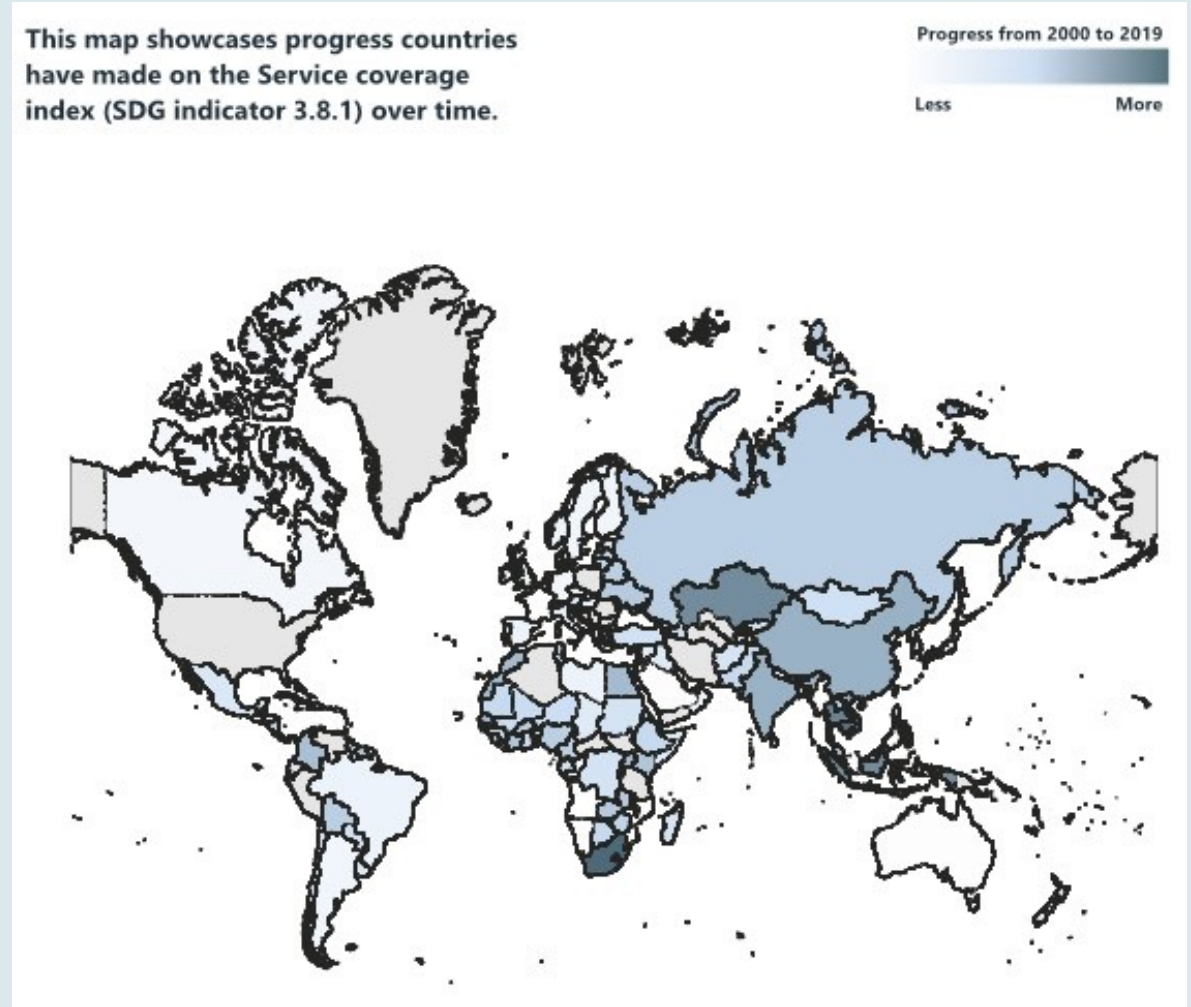 This map showcases progress countries
have made on the Service coverage
index (SDG indicator 3.8.1) over time.
Progress from 2000 to 2019
Less More